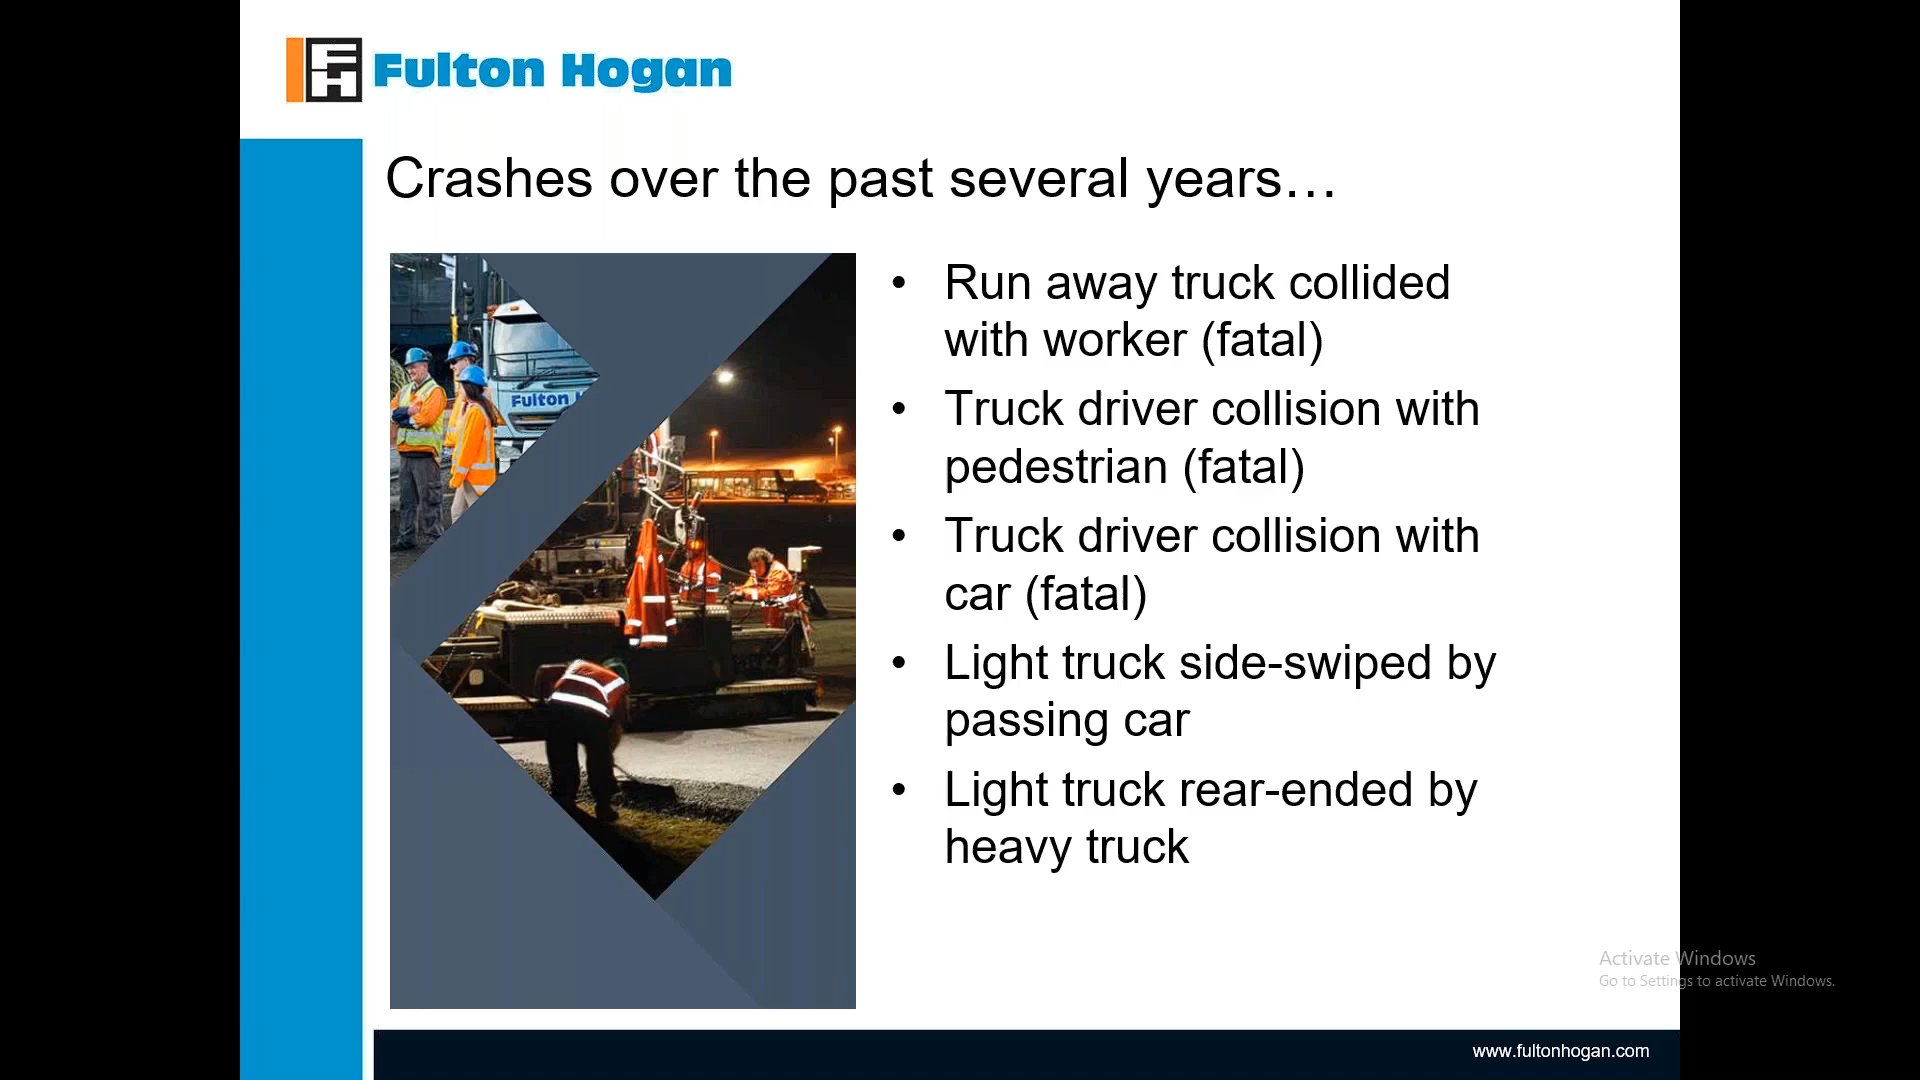 FH Fulton Hogan
Crashes over the past several years…
Fulton H
• Run away truck collided
with worker (fatal)
• Truck driver collision with
pedestrian (fatal)
• Truck driver collision with
car (fatal)
• Light truck side-swiped by
passing car
• Light truck rear-ended by
heavy truck
Activate Windows
Go to Settings to activate Windows.
www.fultonhogan.com